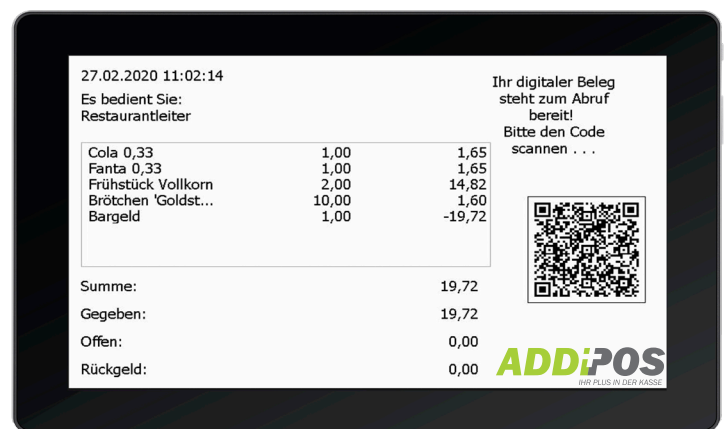 27.02.2020 11:02:14
Es bedient Sie:
Restaurantleiter
Cola 0,33 1,00 1,65
Fanta 0,33 1,00 1,65
Frühstück Vollkorn 2,00 14,82
Brötchen 'Goldst... 10,00 1,60
Bargeld 1,00 -19,72
Summe: 19,72
Gegeben: 19,72
Offen: 0,00
Rückgeld: 0,00
Ihr digitaler Beleg
steht zum Abruf
bereit!
Bitte den Code
scannen . . .
ADDiPOS
IHR PLUS IN DER KASSE